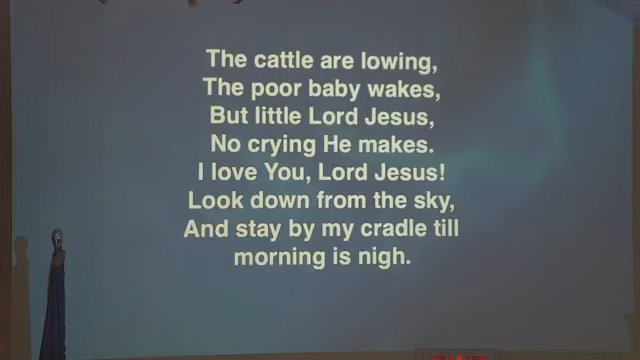 The cattle are lowing,
The poor baby wakes,
But little Lord Jesus,
No crying He makes.
I love You, Lord Jesus!
Look down from the sky,
And stay by my cradle till
morning is nigh.